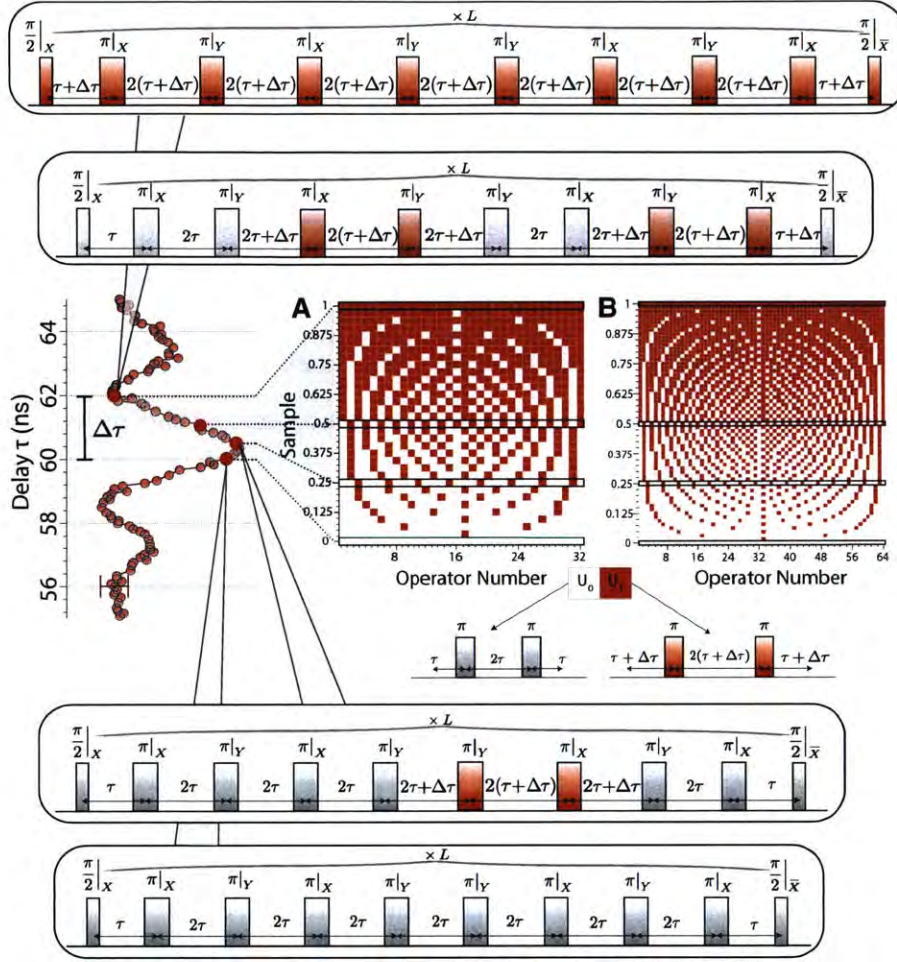 × L
π/2|X π|X π|Y π|X π|Y π|Y π|X π|Y π|X π/2|X̄
τ+Δτ 2(τ+Δτ) 2(τ+Δτ) 2(τ+Δτ) 2(τ+Δτ) 2(τ+Δτ) 2(τ+Δτ) 2(τ+Δτ) τ+Δτ
× L
π/2|X π|X π|Y π|X π|Y π|Y π|X π|Y π|X π/2|X̄
τ 2τ 2τ+Δτ 2(τ+Δτ) 2τ+Δτ 2τ 2τ+Δτ 2(τ+Δτ) τ+Δτ
Delay τ (ns)
64
62
60
58
56
Δτ
A
Sample
1
0.875
0.75
0.625
0.5
0.375
0.25
0.125
0
8 16 24 32
Operator Number
B
1
0.875
0.75
0.625
0.5
0.375
0.25
0.125
0
8 16 24 32 40 48 56 64
Operator Number
U₀ U₁
π π
τ 2τ τ
π π
τ+Δτ 2(τ+Δτ) τ+Δτ
× L
π/2|X π|X π|Y π|X π|Y π|Y π|X π|Y π|X π/2|X̄
τ 2τ 2τ 2τ 2τ+Δτ 2(τ+Δτ) 2τ+Δτ 2τ τ
× L
π/2|X π|X π|Y π|X π|Y π|Y π|X π|Y π|X π/2|X̄
τ 2τ 2τ 2τ 2τ 2τ 2τ 2τ τ